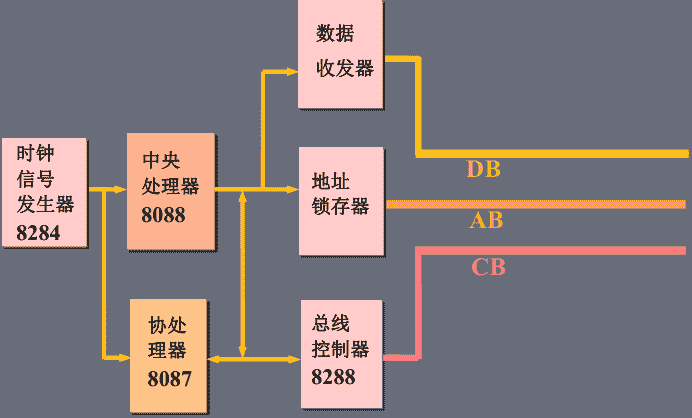 数据
收发器
时钟
信号
发生器
8284
中央
处理器
8088
地址
锁存器
DB
AB
CB
协处
理器
8087
总线
控制器
8288